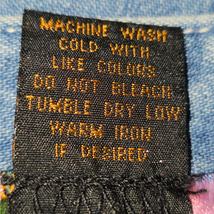 MACHINE WASH
COLD WITH
LIKE COLORS
DO NOT BLEACH
TUMBLE DRY LOW
WARM IRON
IF DESIRED